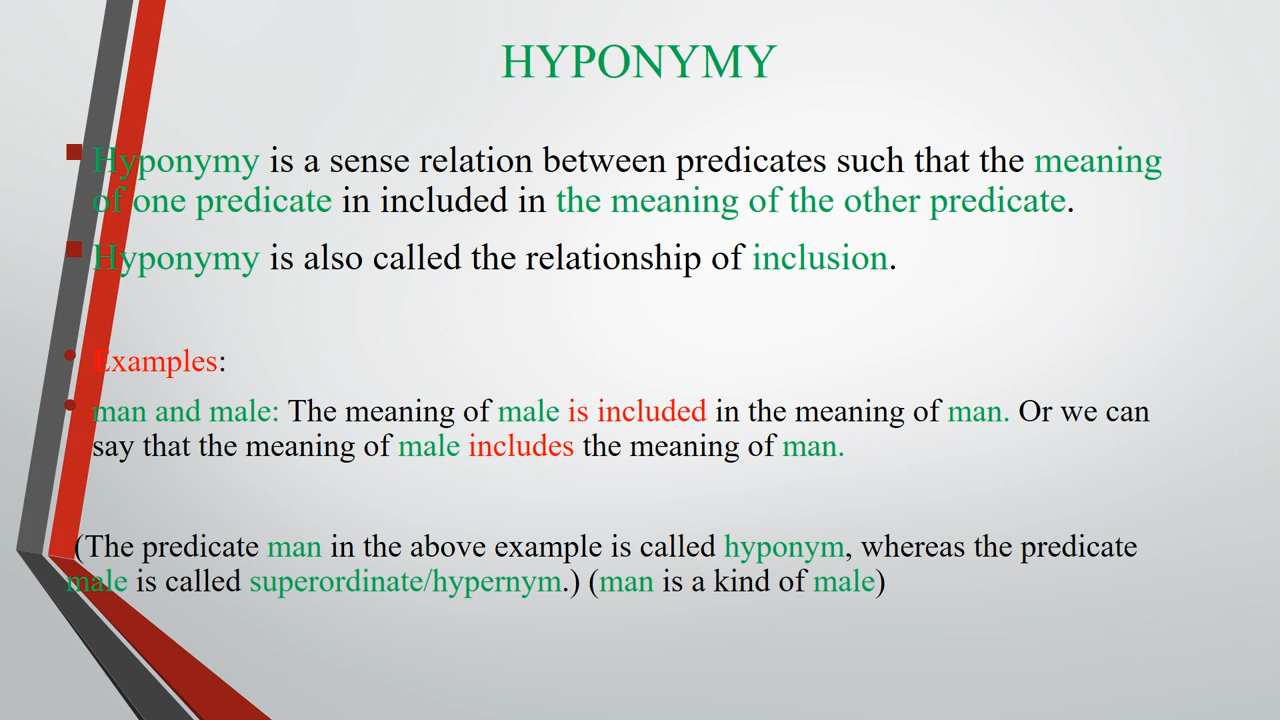 HYPONYMY
Hyponymy is a sense relation between predicates such that the meaning
of one predicate in included in the meaning of the other predicate.
Hyponymy is also called the relationship of inclusion.
Examples:
man and male: The meaning of male is included in the meaning of man. Or we can
say that the meaning of male includes the meaning of man.
(The predicate man in the above example is called hyponym, whereas the predicate
male is called superordinate/hypernym.) (man is a kind of male)